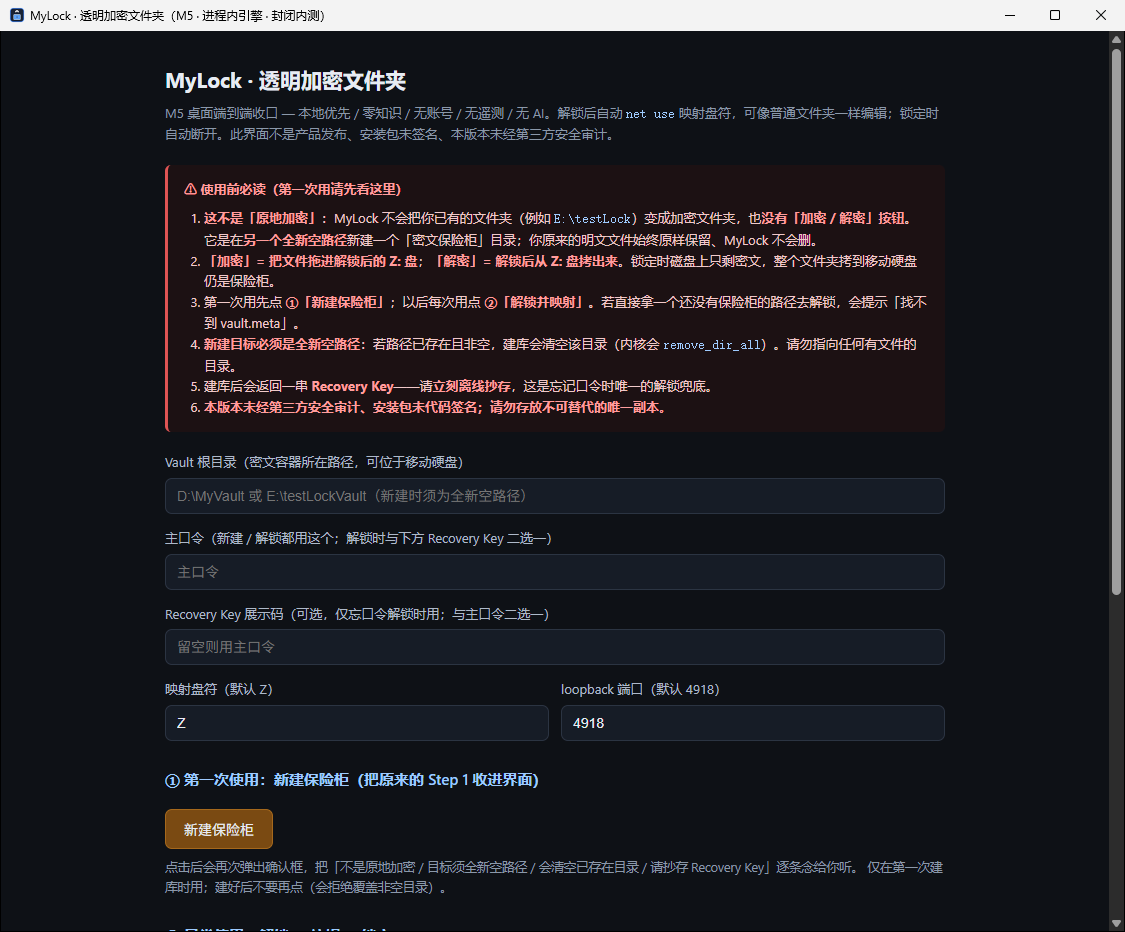 MyLock · 透明加密文件夹（M5 · 进程内引擎 · 封闭内测）
MyLock · 透明加密文件夹
M5 桌面端到端收口 — 本地优先 / 零知识 / 无账号 / 无遥测 / 无 AI。解锁后自动 net use 映射盘符，可像普通文件夹一样编辑；锁定时
自动断开。此界面不是产品发布、安装包未签名、本版本未经第三方安全审计。
⚠ 使用前必读（第一次用请先看这里）
1. 这不是「原地加密」：MyLock 不会把你已有的文件夹（例如 E:\testLock）变成加密文件夹，也没有「加密 / 解密」按钮。
它是在另一个全新空路径新建一个「密文保险柜」目录；你原来的明文文件始终原样保留、MyLock 不会删。
2. 「加密」= 把文件拖进解锁后的 Z: 盘；「解密」= 解锁后从 Z: 盘拷出来。锁定时磁盘上只剩密文，整个文件夹拷到移动硬盘
仍是保险柜。
3. 第一次用先点 ①「新建保险柜」；以后每次用点 ②「解锁并映射」。若直接拿一个还没有保险柜的路径去解锁，会提示「找不
到 vault.meta」。
4. 新建目标必须是全新空路径：若路径已存在且非空，建库会清空该目录（内核会 remove_dir_all）。请勿指向任何有文件的
目录。
5. 建库后会返回一串 Recovery Key——请立刻离线抄存，这是忘记口令时唯一的解锁兜底。
6. 本版本未经第三方安全审计、安装包未代码签名；请勿存放不可替代的唯一副本。
Vault 根目录（密文容器所在路径，可位于移动硬盘）
D:\MyVault 或 E:\testLockVault（新建时须为全新空路径）
主口令（新建 / 解锁都用这个；解锁时与下方 Recovery Key 二选一）
主口令
Recovery Key 展示码（可选，仅忘口令解锁时用；与主口令二选一）
留空则用主口令
映射盘符（默认 Z） loopback 端口（默认 4918）
Z 4918
① 第一次使用：新建保险柜（把原来的 Step 1 收进界面）
新建保险柜
点击后会再次弹出确认框，把「不是原地加密 / 目标须全新空路径 / 会清空已存在目录 / 请抄存 Recovery Key」逐条念给你听。 仅在第一次建
库时用；建好后不要再点（会拒绝覆盖非空目录）。